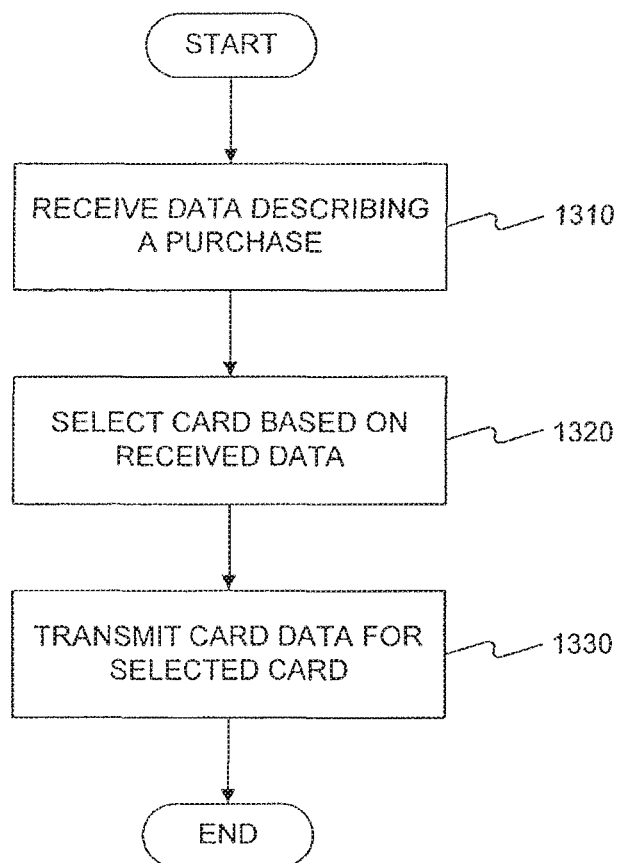 START
RECEIVE DATA DESCRIBING
A PURCHASE
1310
SELECT CARD BASED ON
RECEIVED DATA
1320
TRANSMIT CARD DATA FOR
SELECTED CARD
1330
END